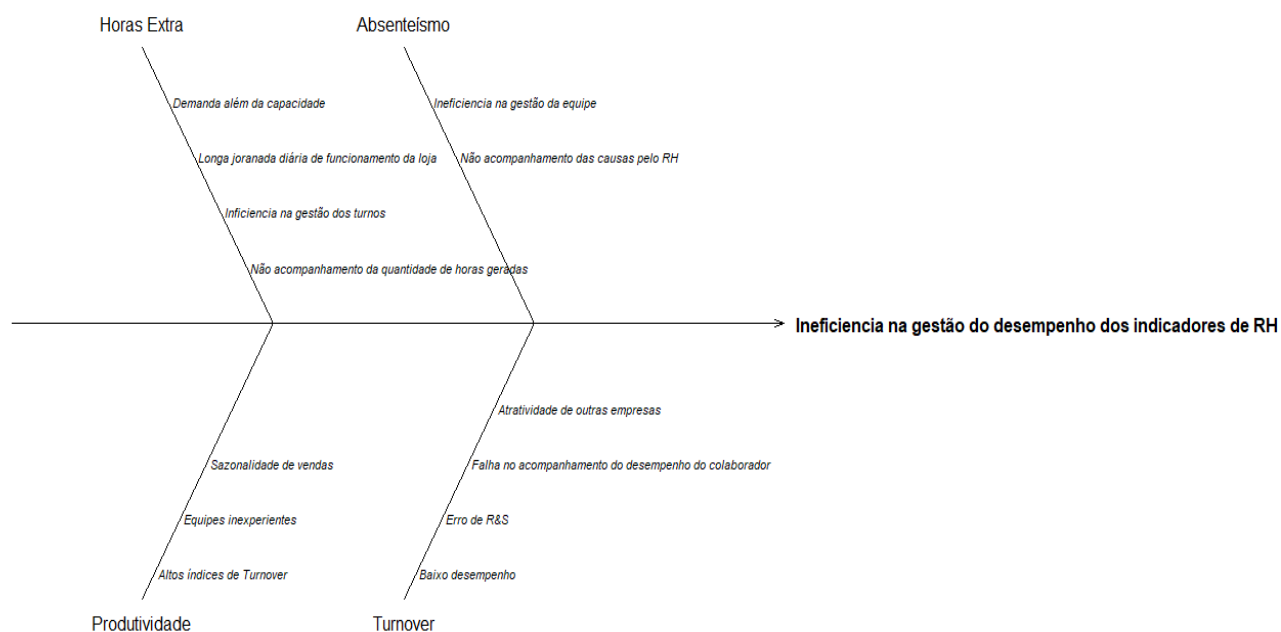 Horas Extra
Absenteísmo
Demanda além da capacidade
Ineficiencia na gestão da equipe
Longa joranada diária de funcionamento da loja
Não acompanhamento das causas pelo RH
Inficiencia na gestão dos turnos
Não acompanhamento da quantidade de horas geradas
Ineficiencia na gestão do desempenho dos indicadores de RH
Atratividade de outras empresas
Sazonalidade de vendas
Falha no acompanhamento do desempenho do colaborador
Equipes inexperientes
Erro de R&S
Altos índices de Turnover
Baixo desempenho
Produtividade
Turnover